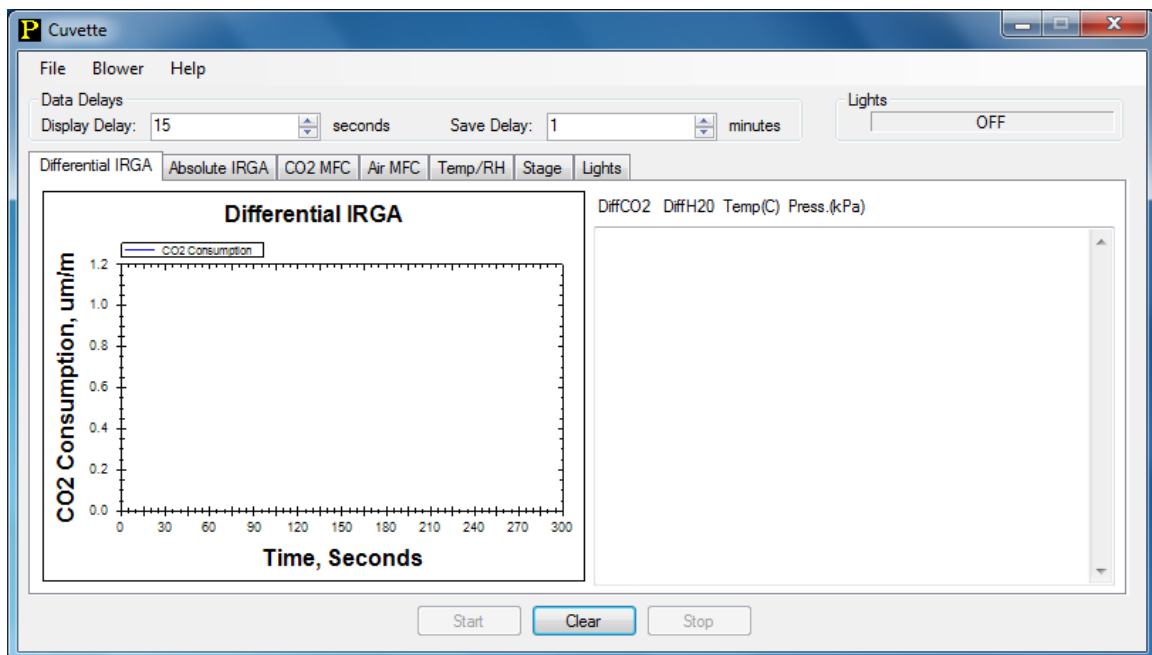 P Cuvette
File Blower Help
Data Delays
Display Delay: 15 seconds Save Delay: 1 minutes
Lights
OFF
Differential IRGA Absolute IRGA CO2 MFC Air MFC Temp/RH Stage Lights
Differential IRGA
CO2 Consumption
CO2 Consumption, um/m
1.2
1.0
0.8
0.6
0.4
0.2
0.0
0 30 60 90 120 150 180 210 240 270 300
Time, Seconds
DiffCO2 DiffH20 Temp(C) Press.(kPa)
Start Clear Stop